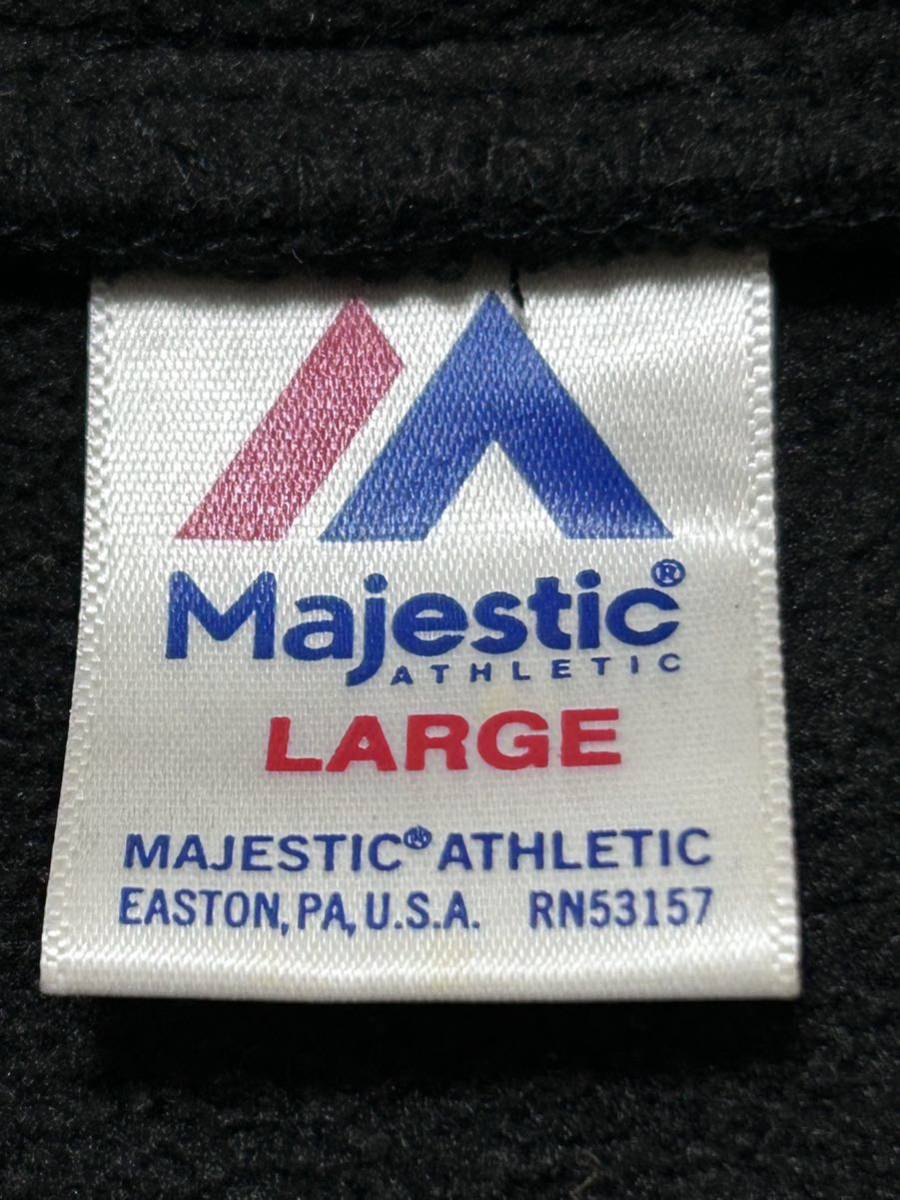 Majestic®
ATHLETIC
LARGE
MAJESTIC® ATHLETIC
EASTON, PA, U.S.A. RN53157